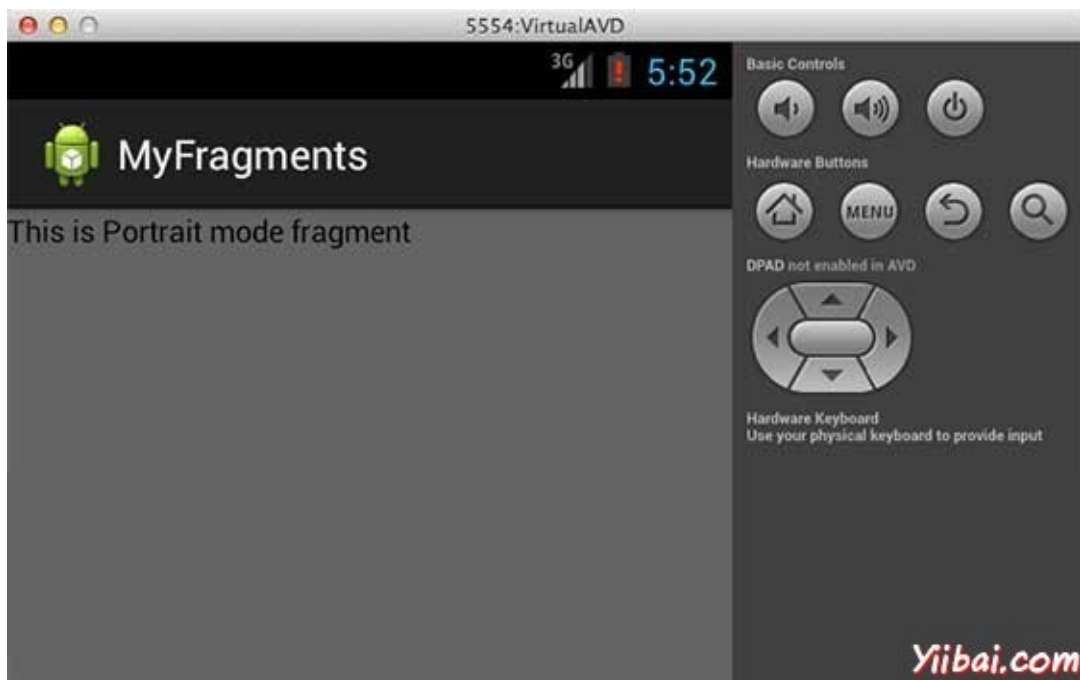 5554:VirtualAVD
3G 5:52
MyFragments
This is Portrait mode fragment
Basic Controls
Hardware Buttons
MENU
DPAD not enabled in AVD
Hardware Keyboard
Use your physical keyboard to provide input
Yiibai.com